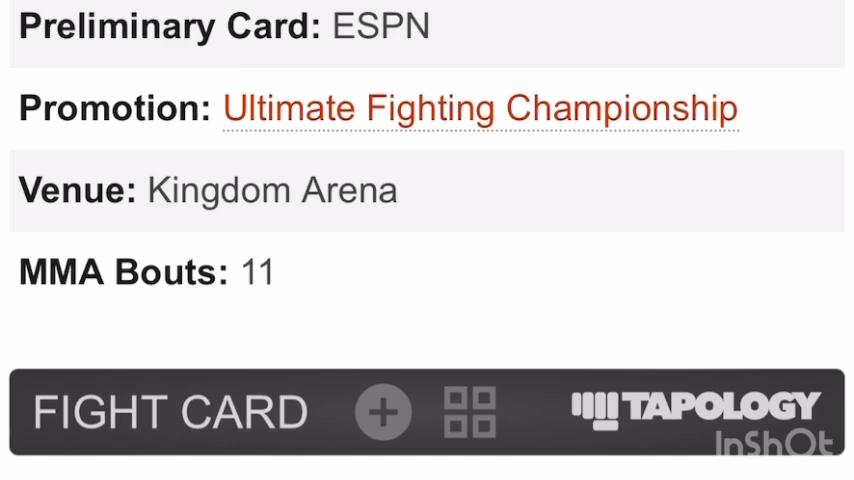 Preliminary Card: ESPN
Promotion: Ultimate Fighting Championship
Venue: Kingdom Arena
MMA Bouts: 11
FIGHT CARD TAPOLOGY
InShOt